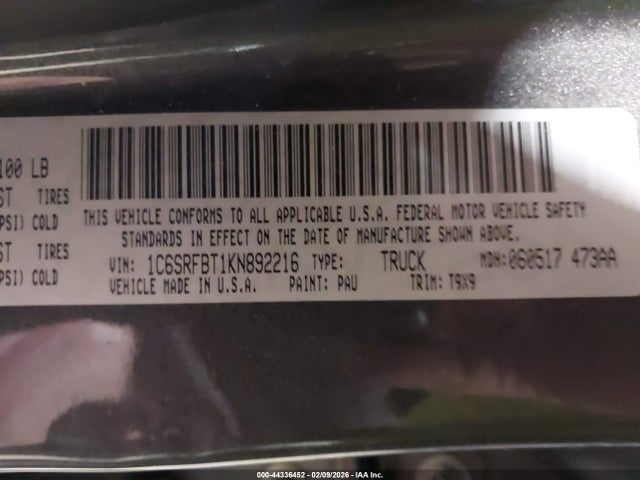 100 LB
ST TIRES
PSI) COLD
ST TIRES
PSI) COLD
THIS VEHICLE CONFORMS TO ALL APPLICABLE U.S.A. FEDERAL MOTOR VEHICLE SAFETY
STANDARDS IN EFFECT ON THE DATE OF MANUFACTURE SHOWN ABOVE.
VIN: 1C6SRFBT1KN892216 TYPE: TRUCK MDH:060517 473AA
VEHICLE MADE IN U.S.A. PAINT: PAU TRIM: T9X9
000-44336452 - 02/09/2026 - IAA Inc.